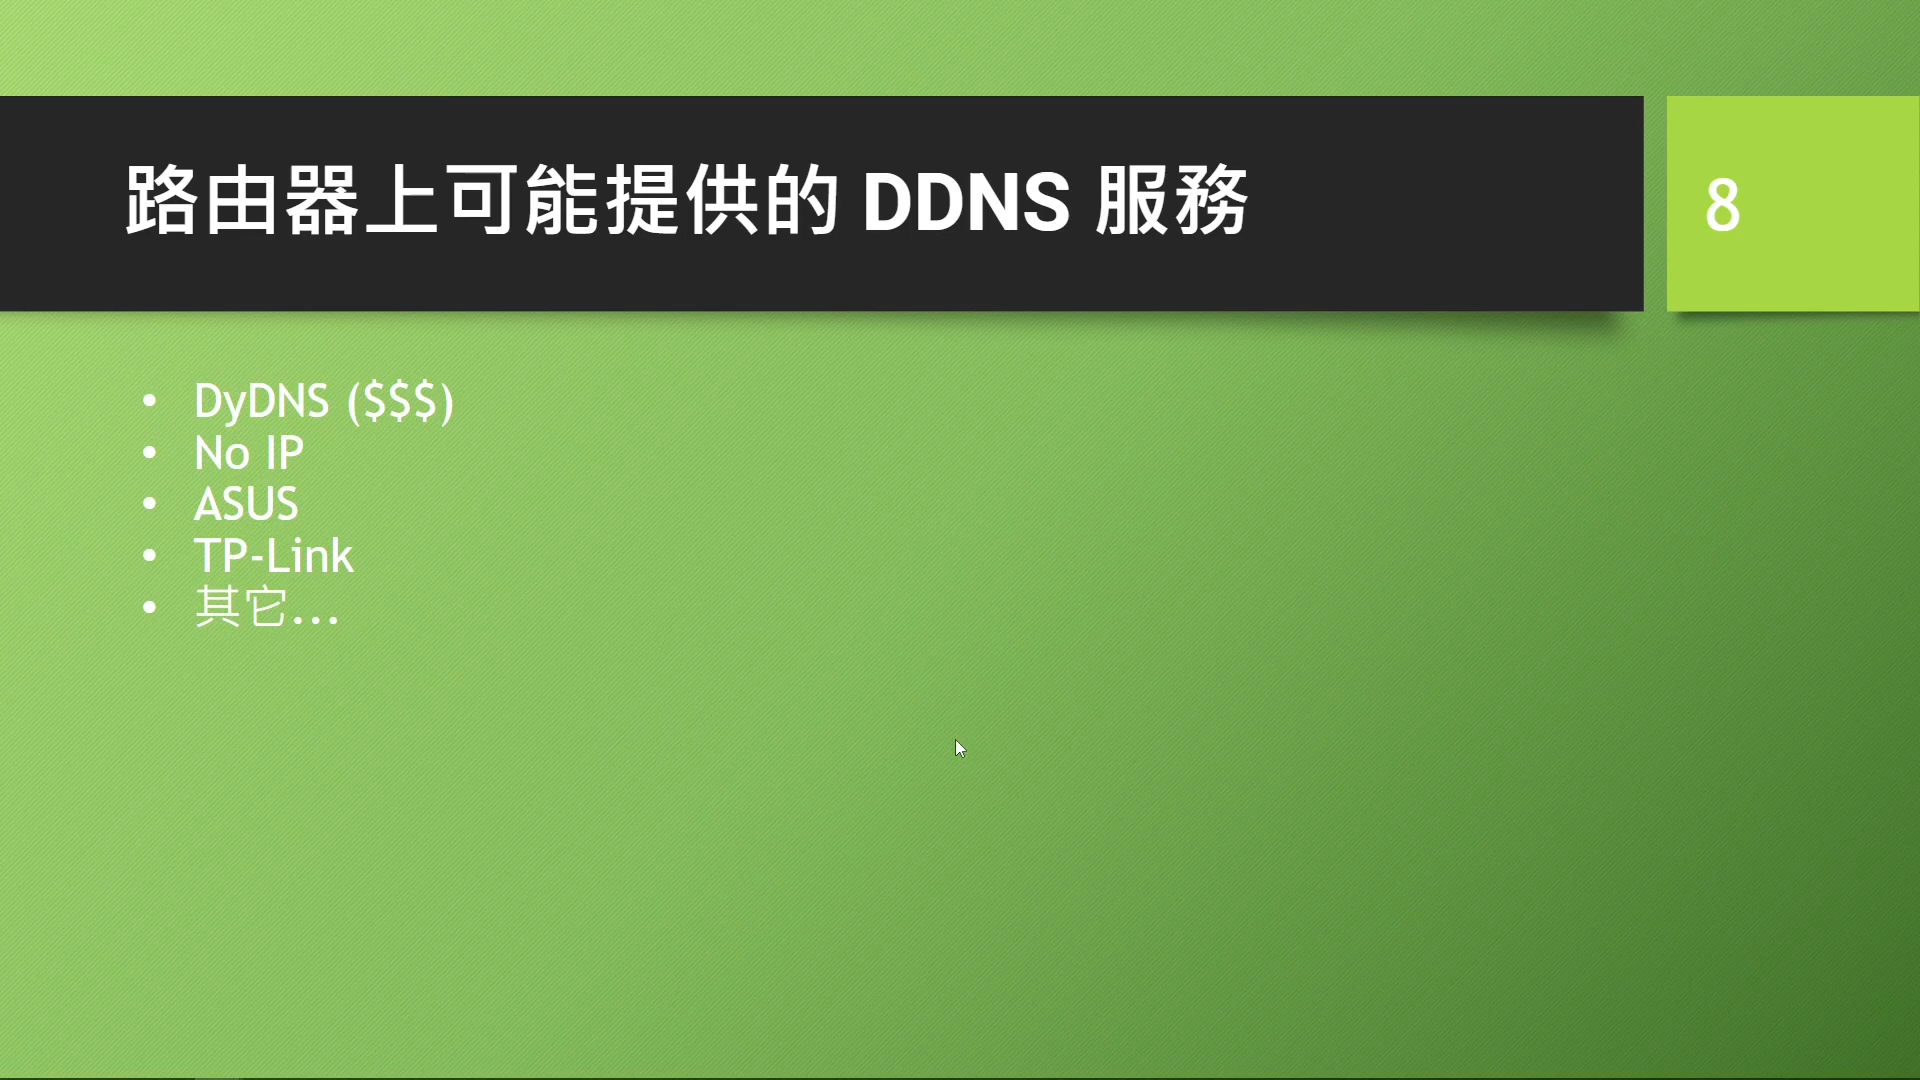 路由器上可能提供的 DDNS 服務
8
• DyDNS ($$$)
• No IP
• ASUS
• TP-Link
• 其它...